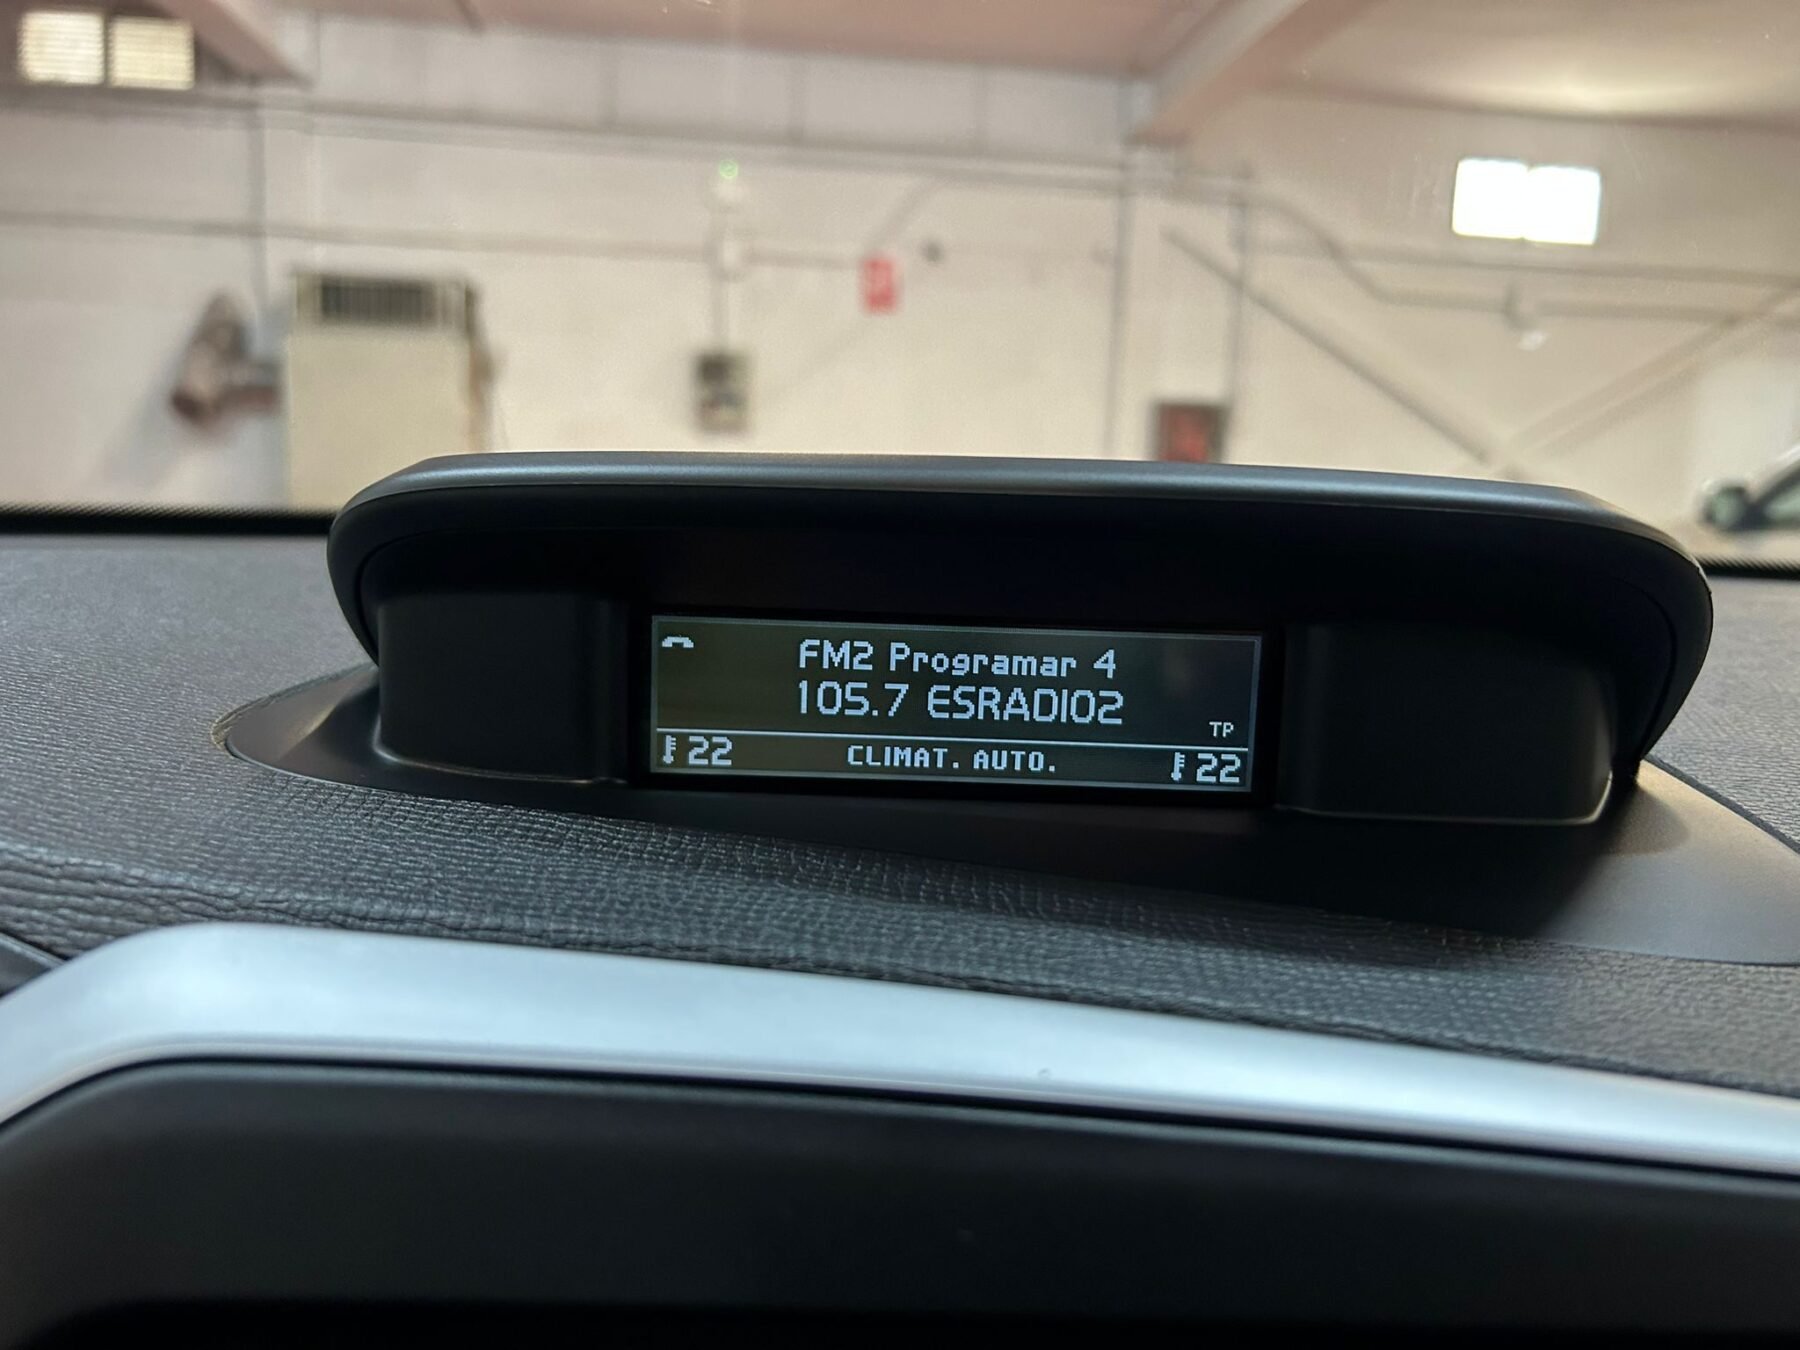 FM2 Programar 4
105.7 ESRADIO2
TP
22 CLIMAT. AUTO. 22